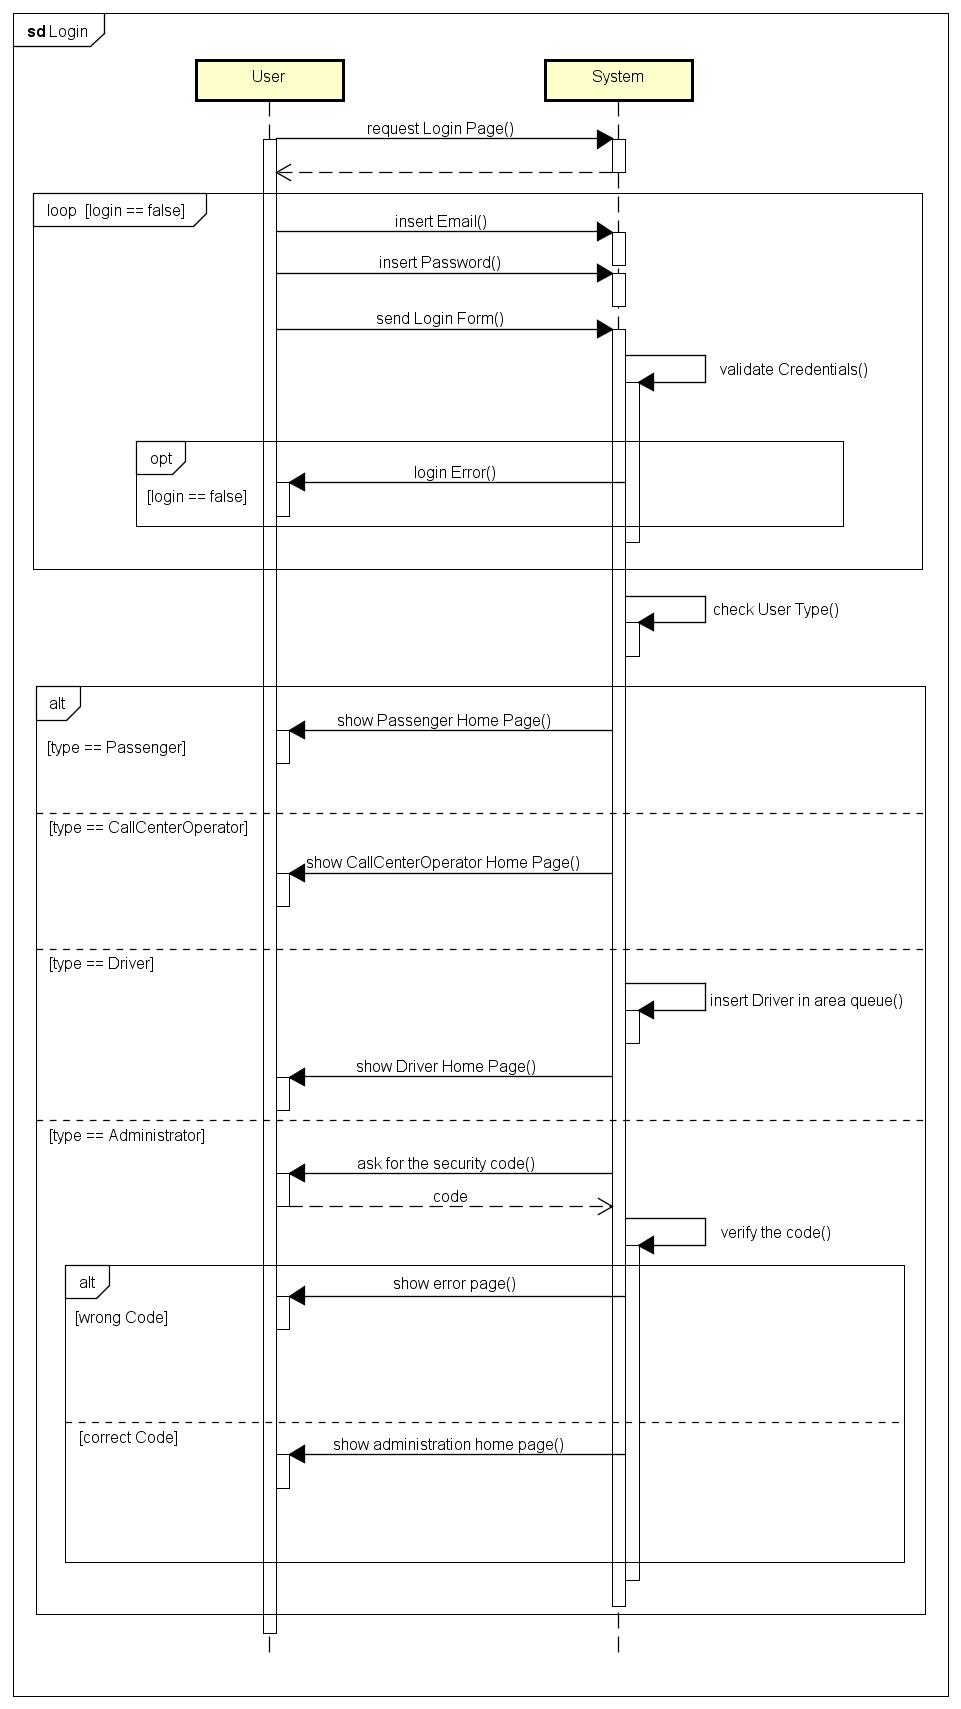 sd Login
User
System
request Login Page()
loop [login == false]
insert Email()
insert Password()
send Login Form()
validate Credentials()
opt
login Error()
[login == false]
check User Type()
alt
show Passenger Home Page()
[type == Passenger]
[type == CallCenterOperator]
show CallCenterOperator Home Page()
[type == Driver]
insert Driver in area queue()
show Driver Home Page()
[type == Administrator]
ask for the security code()
code
verify the code()
alt
show error page()
[wrong Code]
[correct Code]
show administration home page()